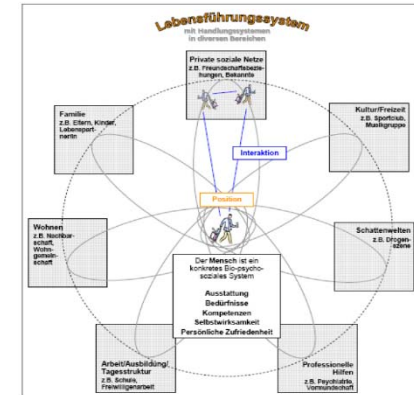 Lebensführungssystem
mit Handlungssystemen
in diversen Bereichen
Private soziale Netze
z.B. Freundschaftsbezie-
hungen, Bekannte
Familie
z.B. Eltern, Kinder,
Lebenspart-
nerIn
Kultur/Freizeit
z.B. Sportclub,
Musikgruppe
Interaktion
Position
Wohnen
z.B. Nachbar-
schaft,
Wohn-
gemein-
schaft
Schattenwelten
z.B. Drogen-
szene
Der Mensch ist ein
konkretes Bio-psycho-
soziales System
Ausstattung
Bedürfnisse
Kompetenzen
Selbstwirksamkeit
Persönliche Zufriedenheit
Arbeit/Ausbildung/
Tagesstruktur
z.B. Schule,
Freiwilligenarbeit
Professionelle
Hilfen
z.B. Psychiatrie,
Vormundschaft